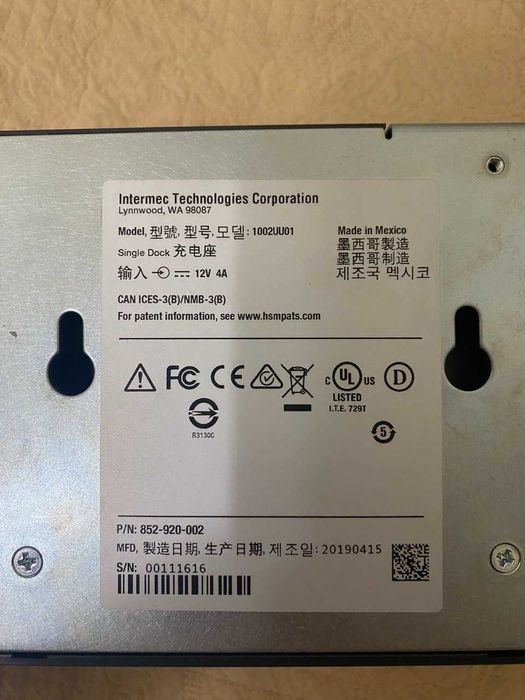 Intermec Technologies Corporation
Lynnwood, WA 98087
Model, 型號, 型号, 모델: 1002UU01
Made in Mexico
墨西哥製造
墨西哥制造
제조국 멕시코
Single Dock 充电座
输入 12V 4A
CAN ICES-3(B)/NMB-3(B)
For patent information, see www.hsmpats.com
FC CE C UL US D
LISTED
I.T.E. 729T
R3130C
5
P/N: 852-920-002
MFD, 製造日期, 生产日期, 제조일: 20190415
S/N: 00111616